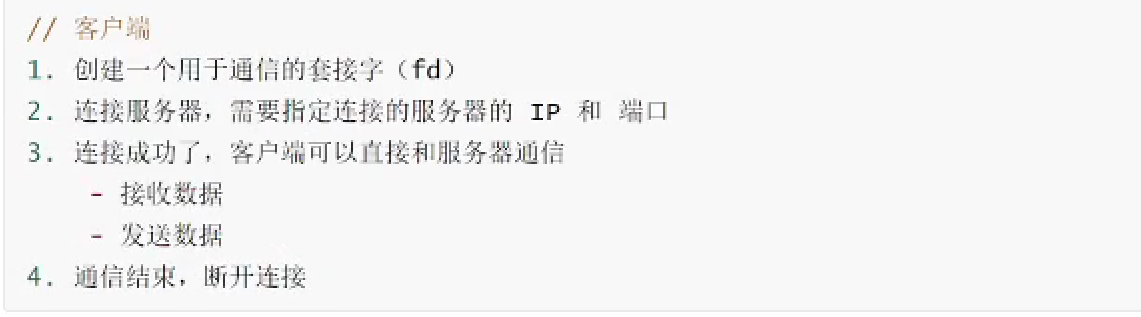 // 客户端
1. 创建一个用于通信的套接字（fd）
2. 连接服务器，需要指定连接的服务器的 IP 和 端口
3. 连接成功了，客户端可以直接和服务器通信
- 接收数据
- 发送数据
4. 通信结束，断开连接